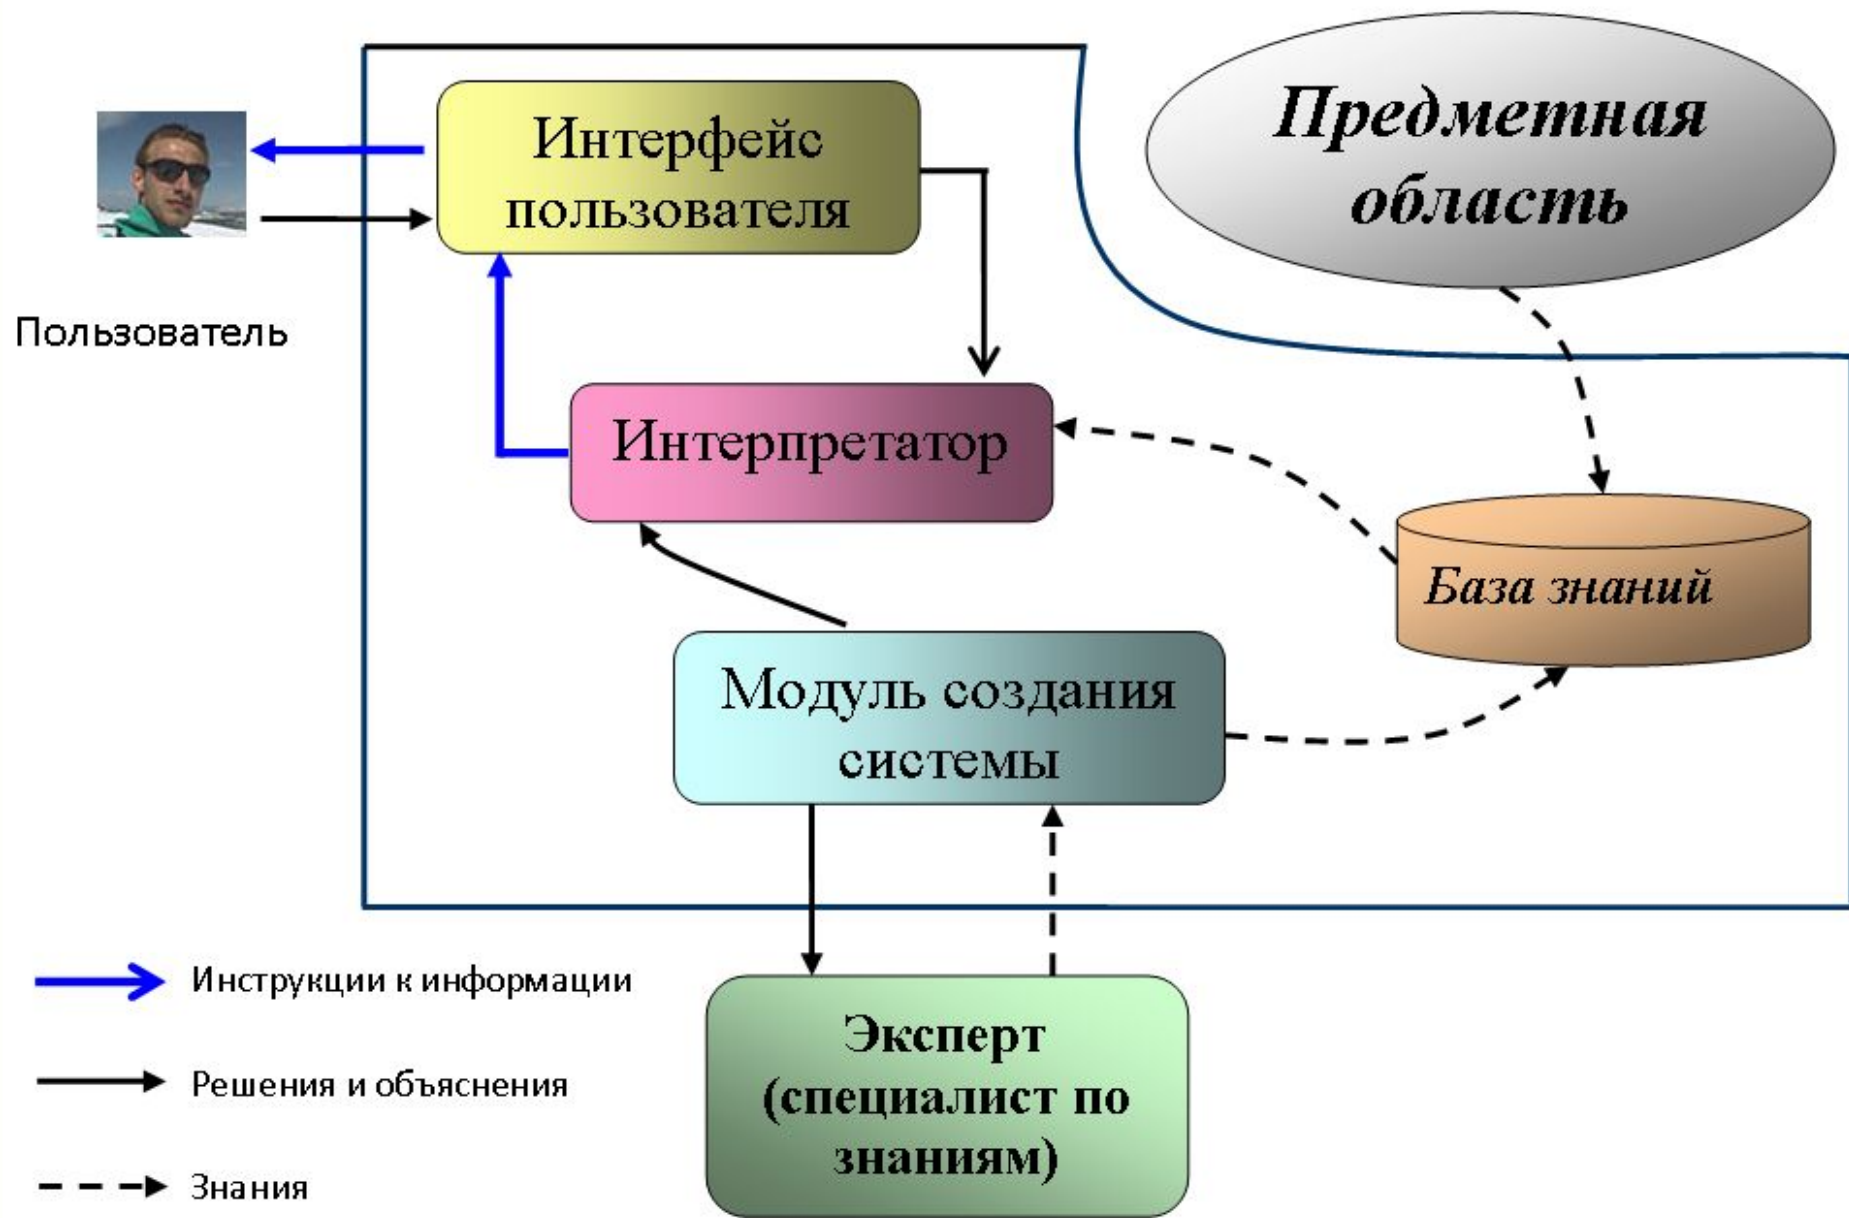 Интерфейс
пользователя
Предметная
область
Пользователь
Интерпретатор
База знаний
Модуль создания
системы
Инструкции к информации
Решения и объяснения
Знания
Эксперт
(специалист по
знаниям)